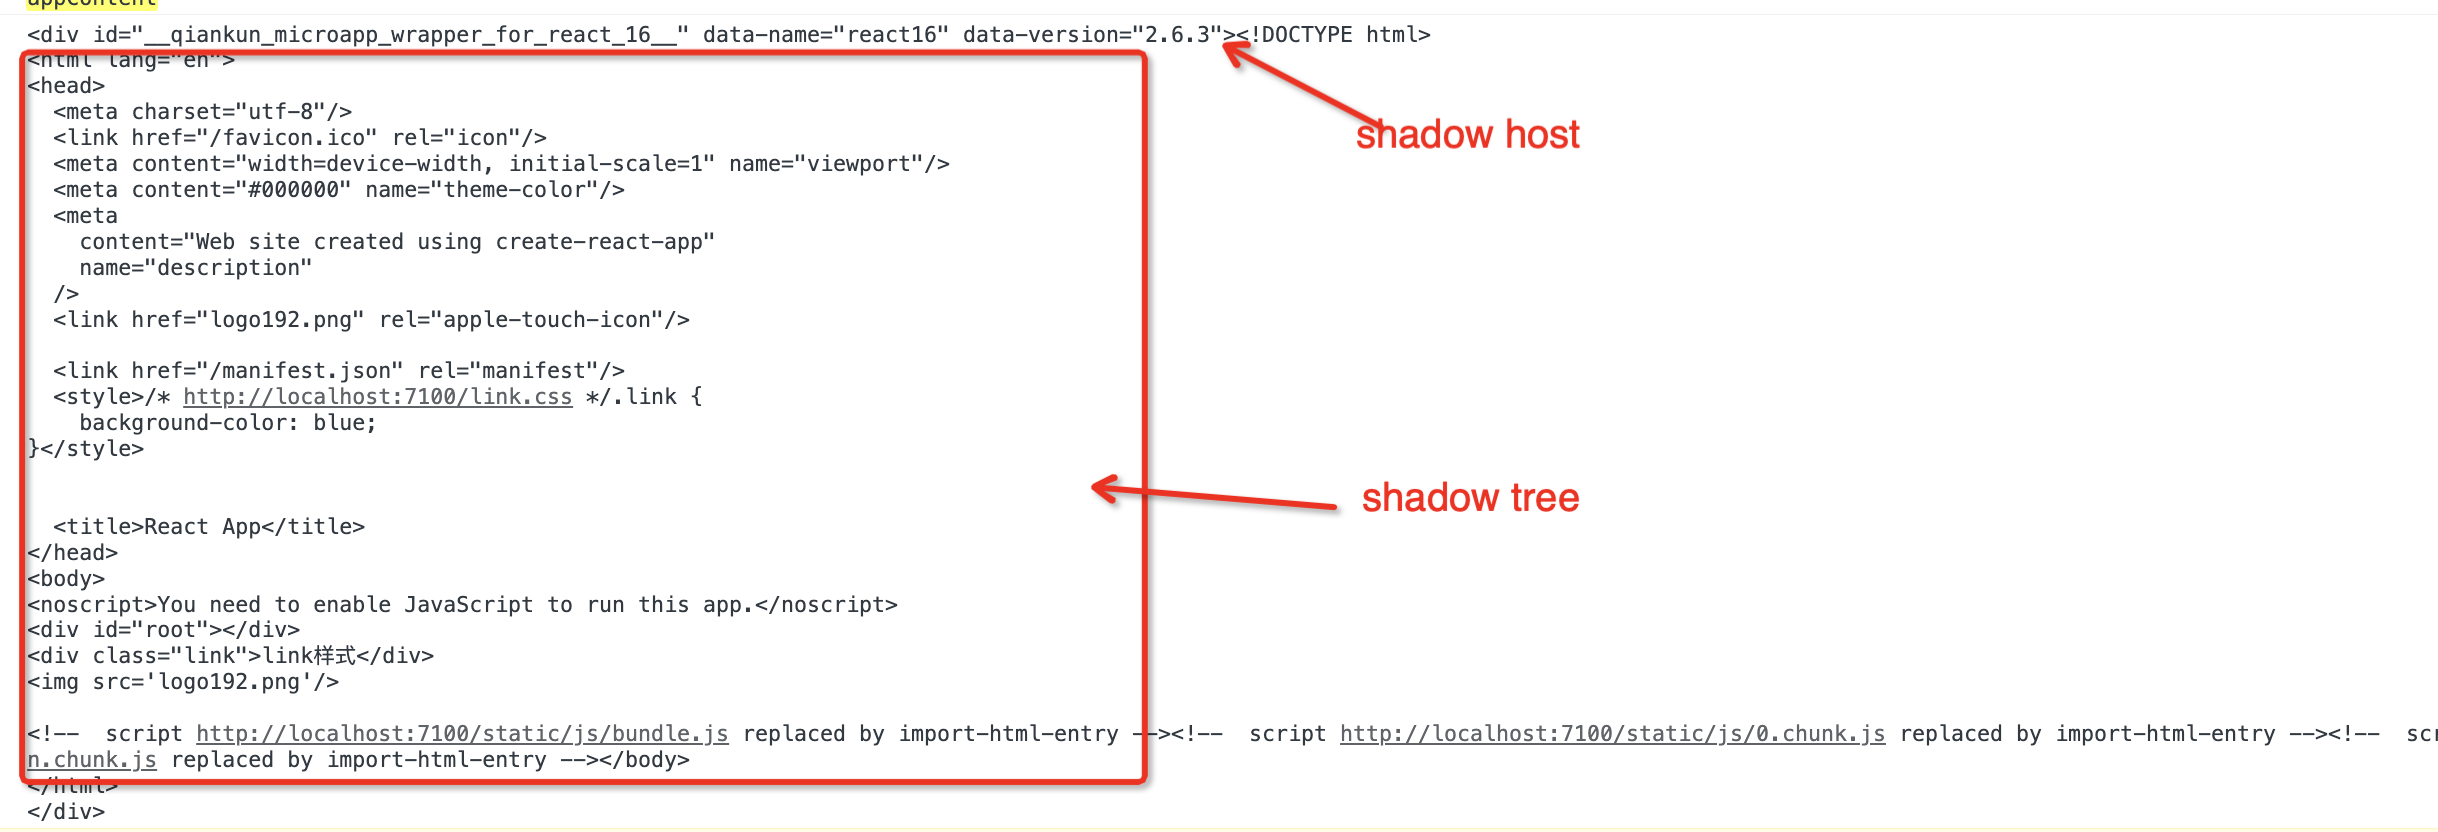 appContent
<div id="__qiankun_microapp_wrapper_for_react_16__" data-name="react16" data-version="2.6.3"><!DOCTYPE html>
<html lang="en">
<head>
  <meta charset="utf-8"/>
shadow host
  <link href="/favicon.ico" rel="icon"/>
  <meta content="width=device-width, initial-scale=1" name="viewport"/>
  <meta content="#000000" name="theme-color"/>
  <meta
    content="Web site created using create-react-app"
    name="description"
  />
  <link href="logo192.png" rel="apple-touch-icon"/>
  <link href="/manifest.json" rel="manifest"/>
  <style>/* http://localhost:7100/link.css */.link {
    background-color: blue;
}</style>
shadow tree
  <title>React App</title>
</head>
<body>
<noscript>You need to enable JavaScript to run this app.</noscript>
<div id="root"></div>
<div class="link">link样式</div>
<img src='logo192.png'/>
<!--  script http://localhost:7100/static/js/bundle.js replaced by import-html-entry --><!--  script http://localhost:7100/static/js/0.chunk.js replaced by import-html-entry --><!--  scr
n.chunk.js replaced by import-html-entry --></body>
</html>
</div>